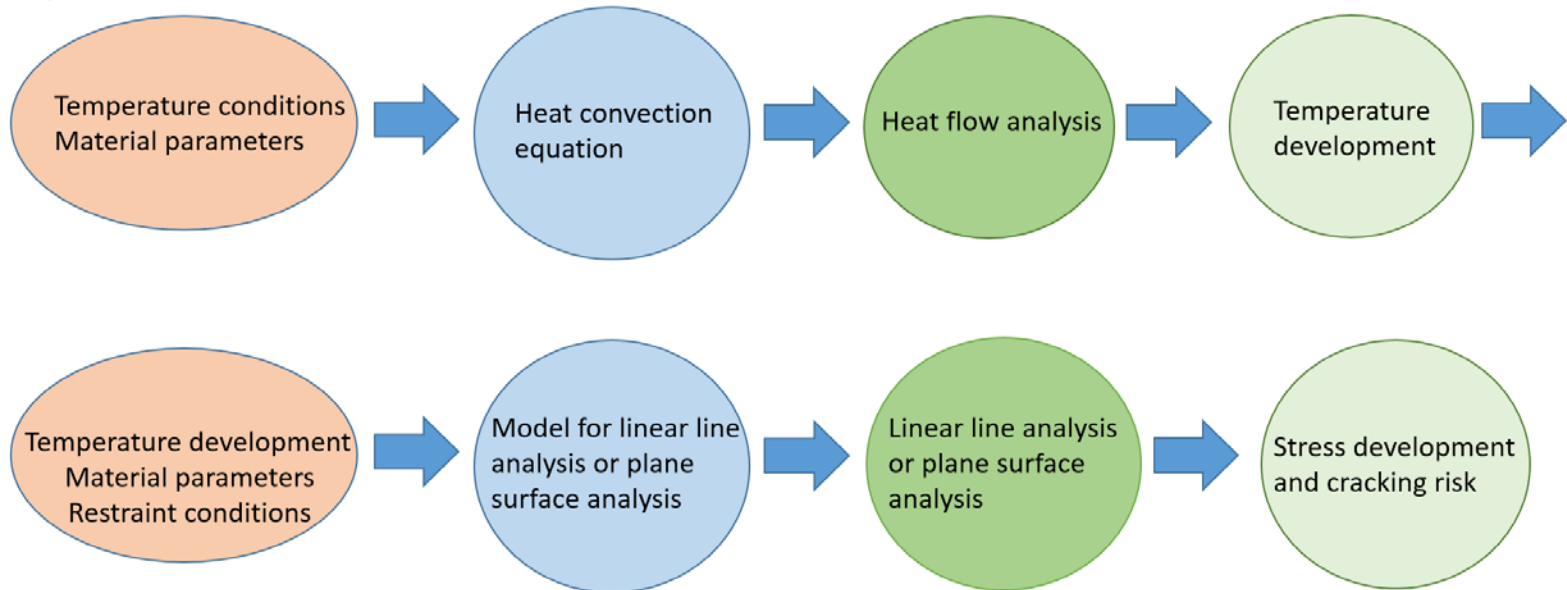 Temperature conditions
Material parameters
Heat convection
equation
Heat flow analysis
Temperature
development
Temperature development
Material parameters
Restraint conditions
Model for linear line
analysis or plane
surface analysis
Linear line analysis
or plane surface
analysis
Stress development
and cracking risk